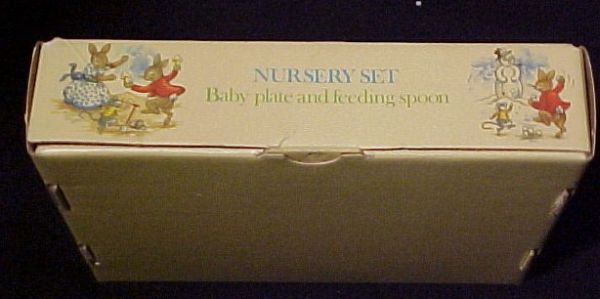 NURSERY SET
Baby plate and feeding spoon